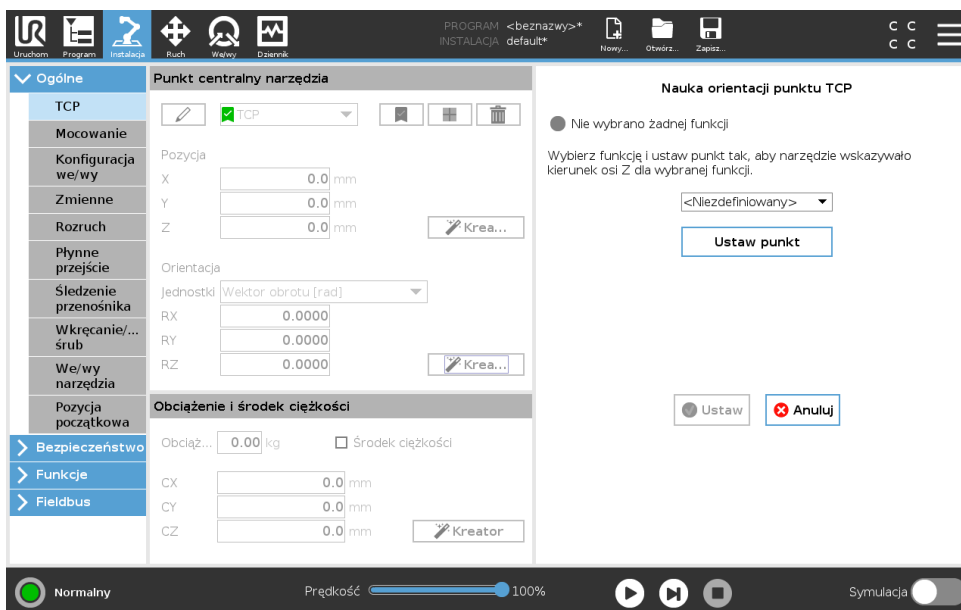 PROGRAM <beznazwy>*
INSTALACJA default*
UR
Uruchom Program Instalacja Ruch We/wy Dziennik Nowy... Otwórz... Zapisz...
C C
C C
Ogólne
TCP
Mocowanie
Konfiguracja
we/wy
Zmienne
Rozruch
Płynne
przejście
Śledzenie
przenośnika
Wkręcanie/...
śrub
We/wy
narzędzia
Pozycja
początkowa
Bezpieczeństwo
Funkcje
Fieldbus
Punkt centralny narzędzia
TCP
Pozycja
X 0.0 mm
Y 0.0 mm
Z 0.0 mm Krea...
Orientacja
Jednostki Wektor obrotu [rad]
RX 0.0000
RY 0.0000
RZ 0.0000 Krea...
Obciążenie i środek ciężkości
Obciąż... 0.00 kg Środek ciężkości
CX 0.0 mm
CY 0.0 mm
CZ 0.0 mm Kreator
Nauka orientacji punktu TCP
Nie wybrano żadnej funkcji
Wybierz funkcję i ustaw punkt tak, aby narzędzie wskazywało
kierunek osi Z dla wybranej funkcji.
<Niezdefiniowany>
Ustaw punkt
Ustaw Anuluj
Normalny Prędkość 100% Symulacja